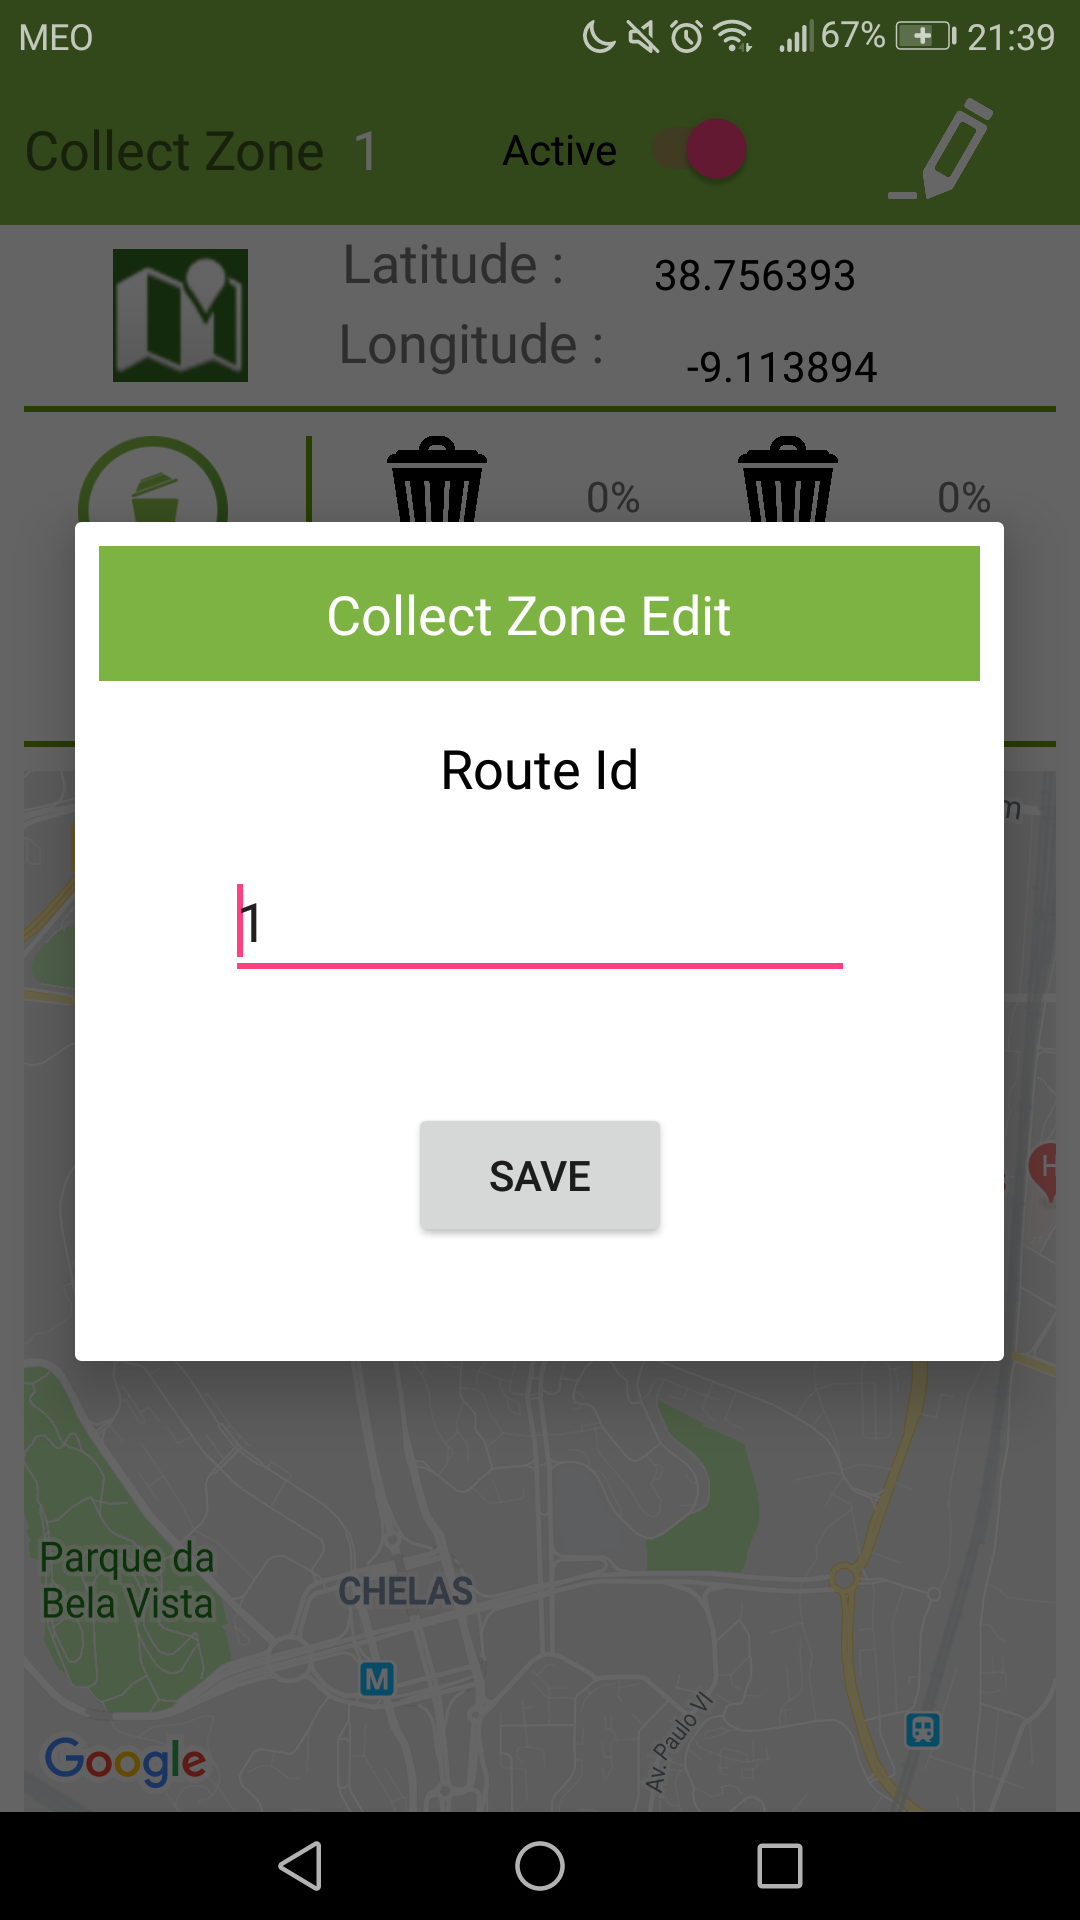 MEO 67% 21:39
Collect Zone 1 Active
Latitude : 38.756393
Longitude : -9.113894
0% 0%
Collect Zone Edit
Route Id
1
SAVE
H
Parque da
Bela Vista
CHELAS
M
Av. Paulo VI
Google